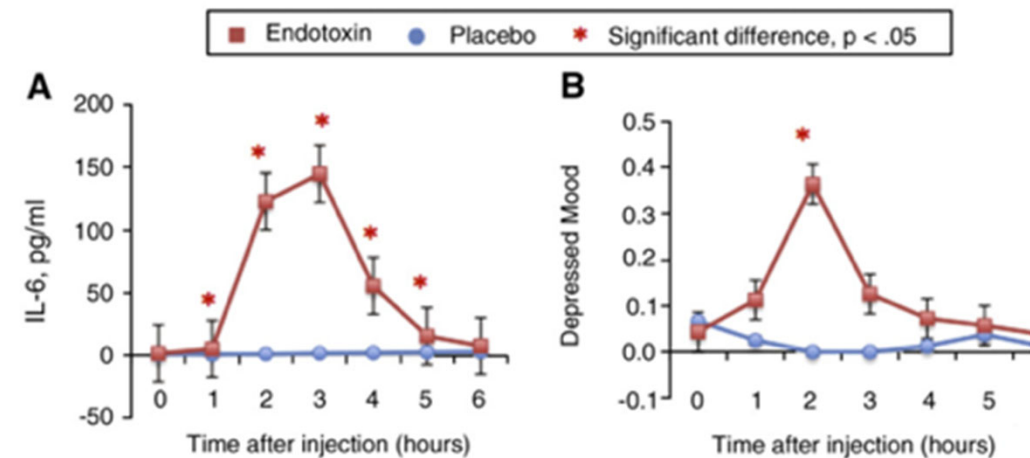 Endotoxin Placebo * Significant difference, p < .05
A
IL-6, pg/ml
200
150
100
50
0
-50
0 1 2 3 4 5 6
Time after injection (hours)
B
Depressed Mood
0.5
0.4
0.3
0.2
0.1
0.0
-0.1
0 1 2 3 4 5
Time after injection (hours)